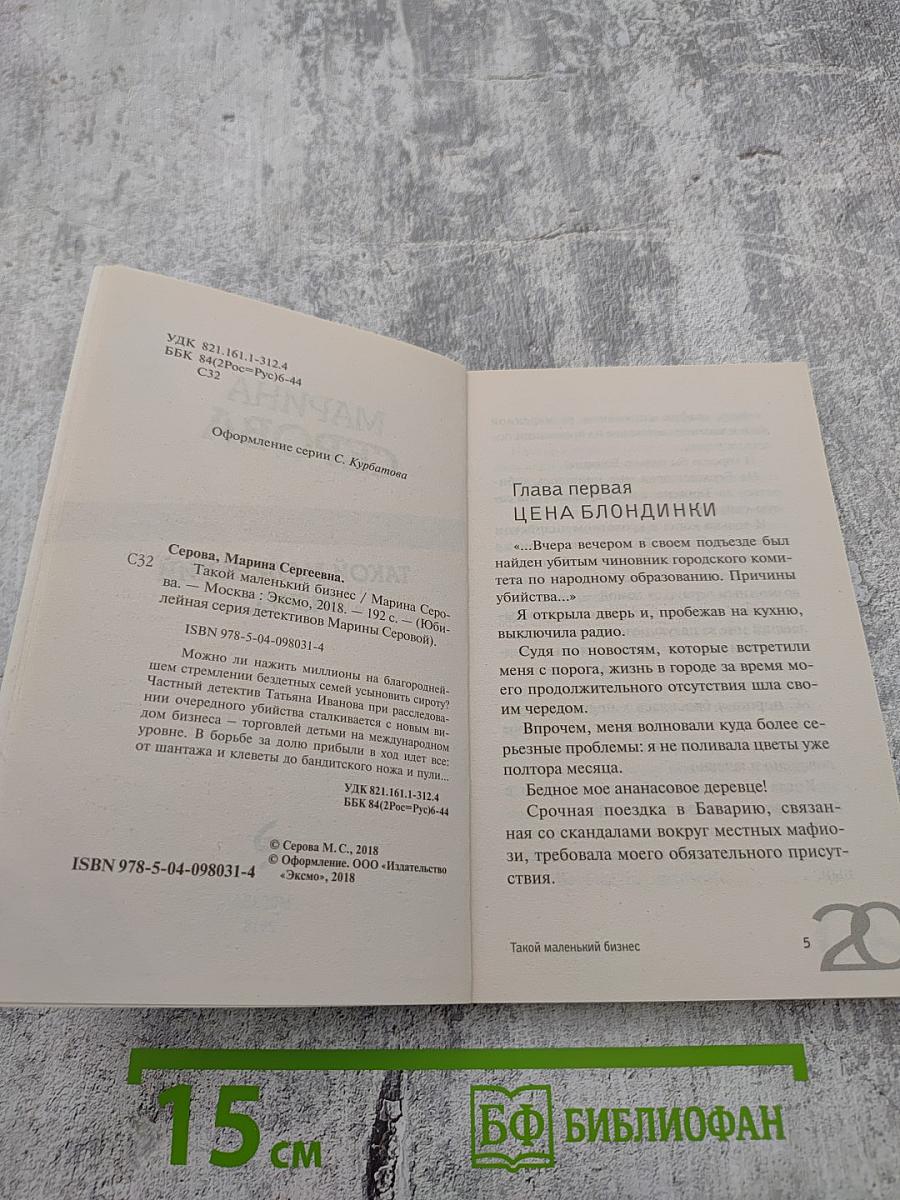 УДК 821.161.1-312.4
ББК 84(2Рос=Рус)6-44
С32
Оформление серии С. Курбатова
Серова, Марина Сергеевна.
С32 Такой маленький бизнес / Марина Серо-
ва. — Москва : Эксмо, 2018. — 192 с. — (Юби-
лейная серия детективов Марины Серовой).
ISBN 978-5-04-098031-4
Можно ли нажить миллионы на благородней-
шем стремлении бездетных семей усыновить сироту?
Частный детектив Татьяна Иванова при расследова-
нии очередного убийства сталкивается с новым ви-
дом бизнеса — торговлей детьми на международном
уровне. В борьбе за долю прибыли в ход идет все:
от шантажа и клеветы до бандитского ножа и пули...
УДК 821.161.1-312.4
ББК 84(2Рос=Рус)6-44
© Серова М. С., 2018
© Оформление. ООО «Издательство
«Эксмо», 2018
ISBN 978-5-04-098031-4
Глава первая
ЦЕНА БЛОНДИНКИ
«...Вчера вечером в своем подъезде был
найден убитым чиновник городского коми-
тета по народному образованию. Причины
убийства...»
Я открыла дверь и, пробежав на кухню,
выключила радио.
Судя по новостям, которые встретили
меня с порога, жизнь в городе за время мо-
его продолжительного отсутствия шла сво-
им чередом.
Впрочем, меня волновали куда более се-
рьезные проблемы: я не поливала цветы уже
полтора месяца.
Бедное мое ананасовое деревце!
Срочная поездка в Баварию, связан-
ная со скандалами вокруг местных мафио-
зи, требовала моего обязательного присут-
ствия.
Такой маленький бизнес 5
20
15 см
БФ БИБЛИОФАН